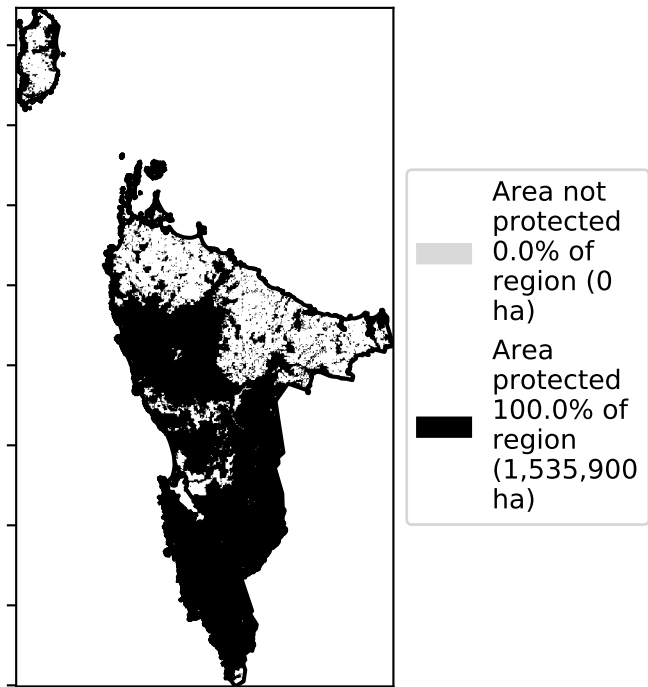 Area not
protected
0.0% of
region (0
ha)
Area
protected
100.0% of
region
(1,535,900
ha)